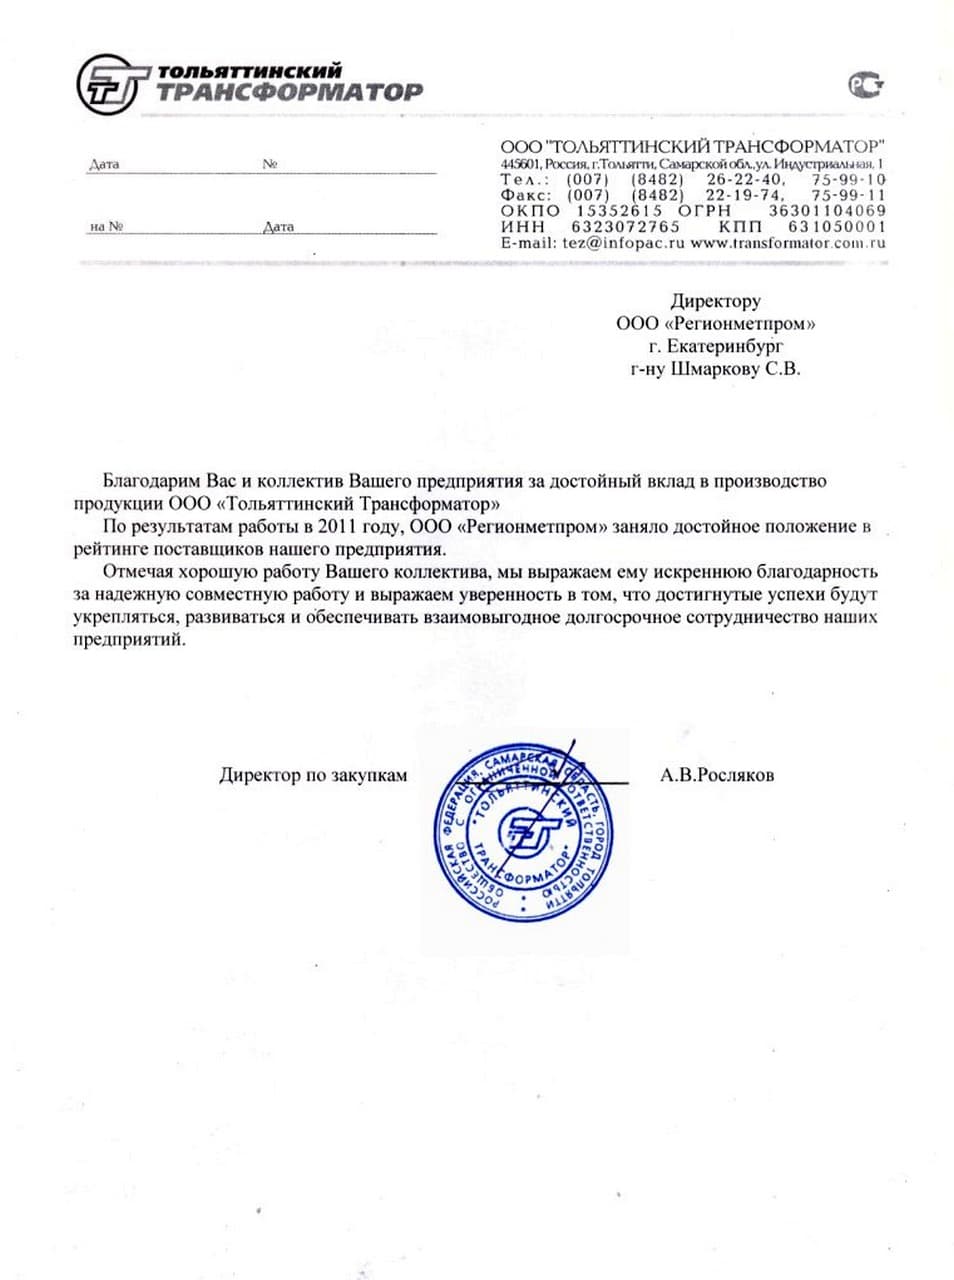 ТОЛЬЯТТИНСКИЙ
ТРАНСФОРМАТОР
РСТ
Дата №
на № Дата
ООО "ТОЛЬЯТТИНСКИЙ ТРАНСФОРМАТОР"
445601, Россия, г.Тольятти, Самарской обл.,ул. Индустриальная, 1
Тел.: (007) (8482) 26-22-40, 75-99-10
Факс: (007) (8482) 22-19-74, 75-99-11
ОКПО 15352615 ОГРН 36301104069
ИНН 6323072765 КПП 631050001
E-mail: tez@infopac.ru www.transformator.com.ru
Директору
ООО «Регионметпром»
г. Екатеринбург
г-ну Шмаркову С.В.
Благодарим Вас и коллектив Вашего предприятия за достойный вклад в производство
продукции ООО «Тольяттинский Трансформатор»
По результатам работы в 2011 году, ООО «Регионметпром» заняло достойное положение в
рейтинге поставщиков нашего предприятия.
Отмечая хорошую работу Вашего коллектива, мы выражаем ему искреннюю благодарность
за надежную совместную работу и выражаем уверенность в том, что достигнутые успехи будут
укрепляться, развиваться и обеспечивать взаимовыгодное долгосрочное сотрудничество наших
предприятий.
Директор по закупкам А.В.Росляков
РОССИЙСКАЯ ФЕДЕРАЦИЯ, САМАРСКАЯ ОБЛАСТЬ, ГОРОД ТОЛЬЯТТИ
ОБЩЕСТВО С ОГРАНИЧЕННОЙ ОТВЕТСТВЕННОСТЬЮ
"ТОЛЬЯТТИНСКИЙ
ТРАНСФОРМАТОР"